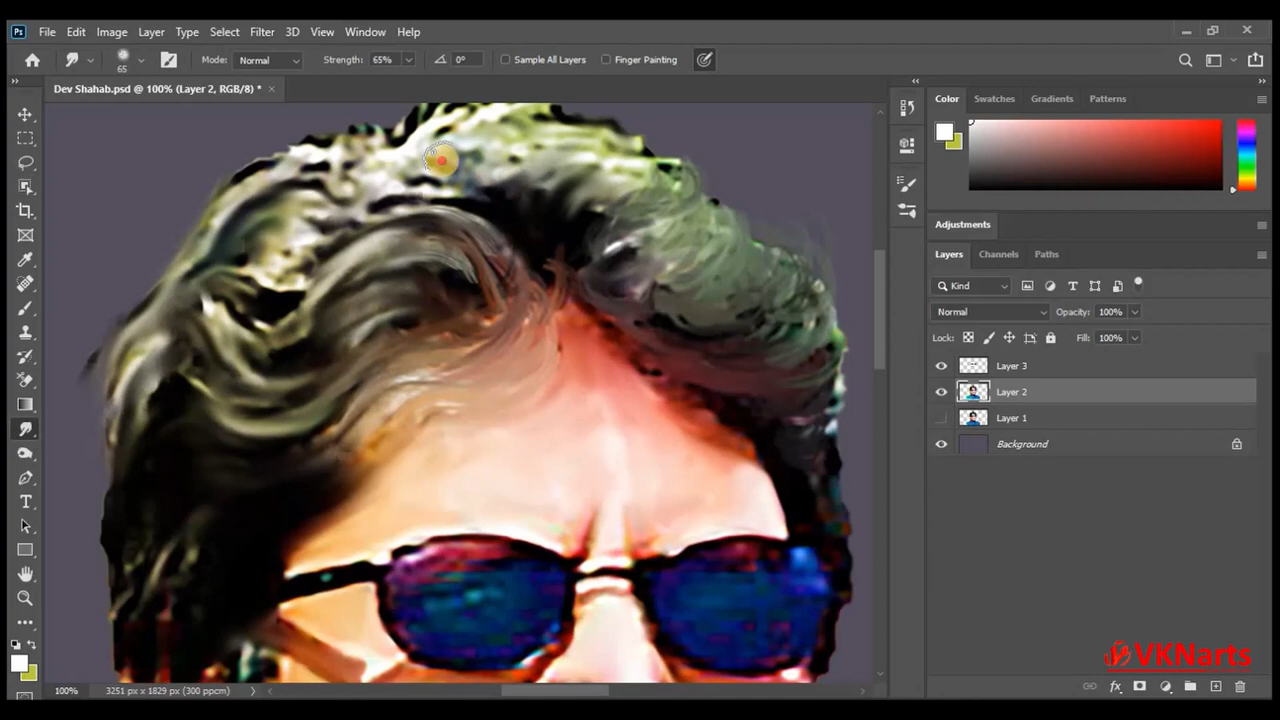 Ps File Edit Image Layer Type Select Filter 3D View Window Help
65 Mode: Normal Strength: 65% 0° Sample All Layers Finger Painting
Dev Shahab.psd @ 100% (Layer 2, RGB/8) * ×
Color Swatches Gradients Patterns
Adjustments
Layers Channels Paths
Kind
Normal Opacity: 100%
Lock: Fill: 100%
Layer 3
Layer 2
Layer 1
Background
VKNarts
100% 3251 px x 1829 px (300 ppcm)